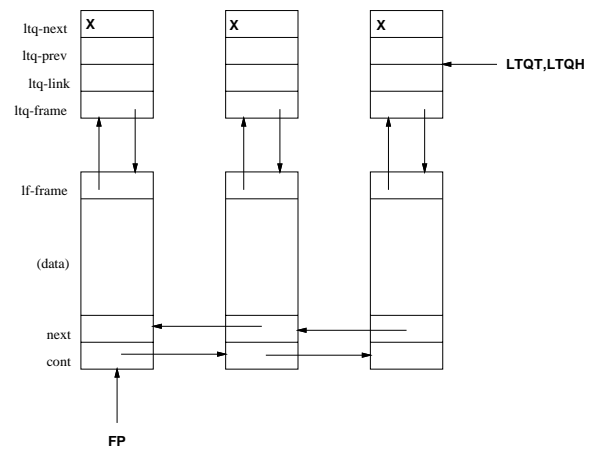 ltq-next X X X
ltq-prev
LTQT,LTQH
ltq-link
ltq-frame
lf-frame
(data)
next
cont
FP